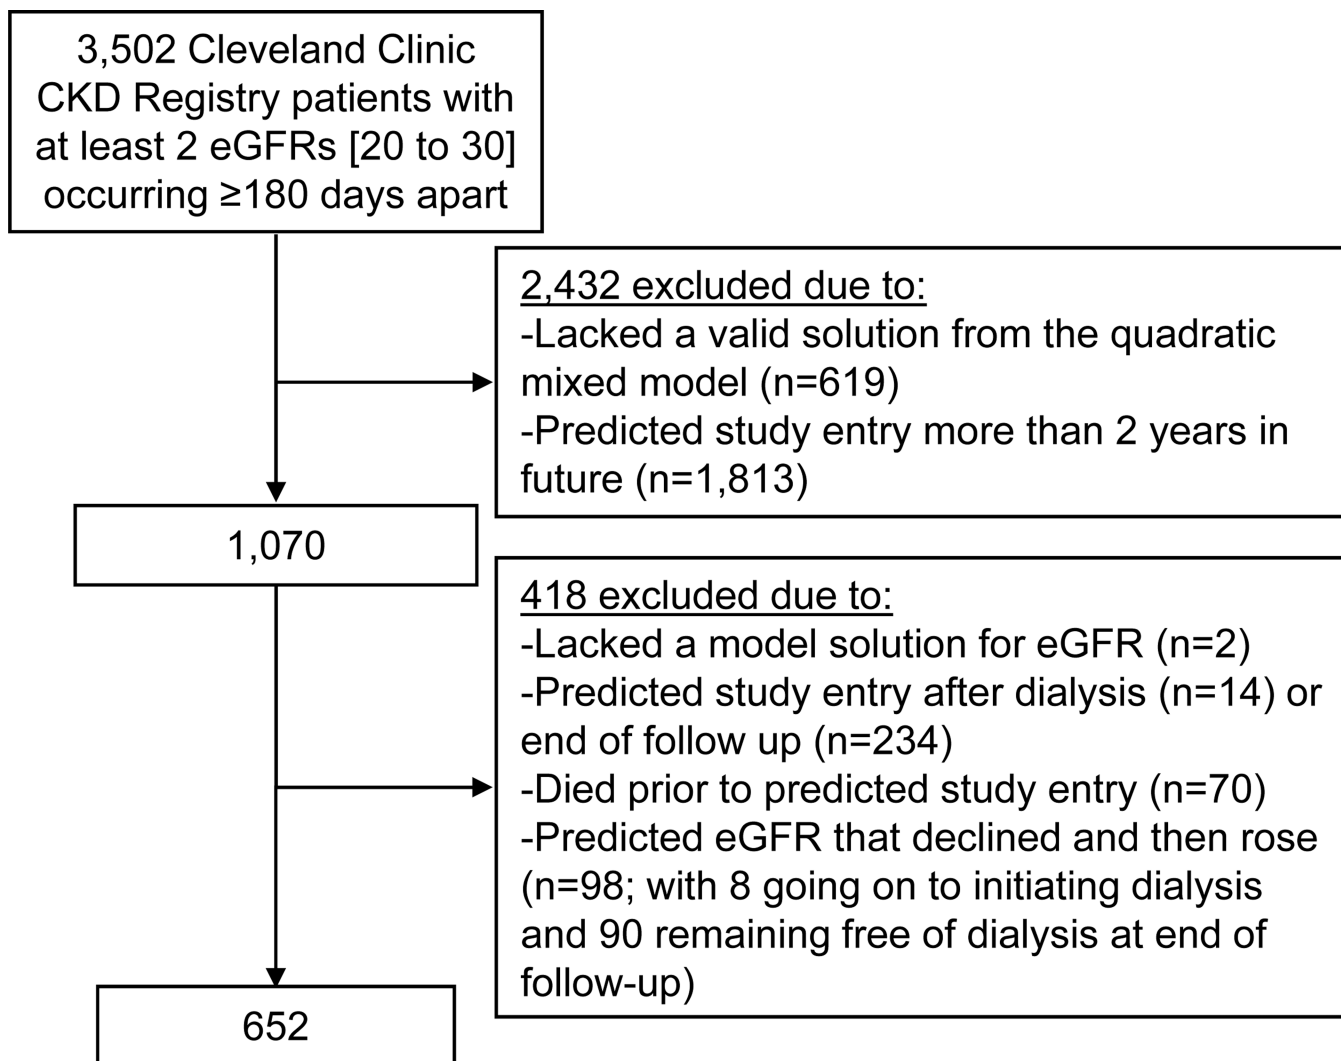 3,502 Cleveland Clinic
CKD Registry patients with
at least 2 eGFRs [20 to 30]
occurring ≥180 days apart
2,432 excluded due to:
-Lacked a valid solution from the quadratic
mixed model (n=619)
-Predicted study entry more than 2 years in
future (n=1,813)
1,070
418 excluded due to:
-Lacked a model solution for eGFR (n=2)
-Predicted study entry after dialysis (n=14) or
end of follow up (n=234)
-Died prior to predicted study entry (n=70)
-Predicted eGFR that declined and then rose
(n=98; with 8 going on to initiating dialysis
and 90 remaining free of dialysis at end of
follow-up)
652